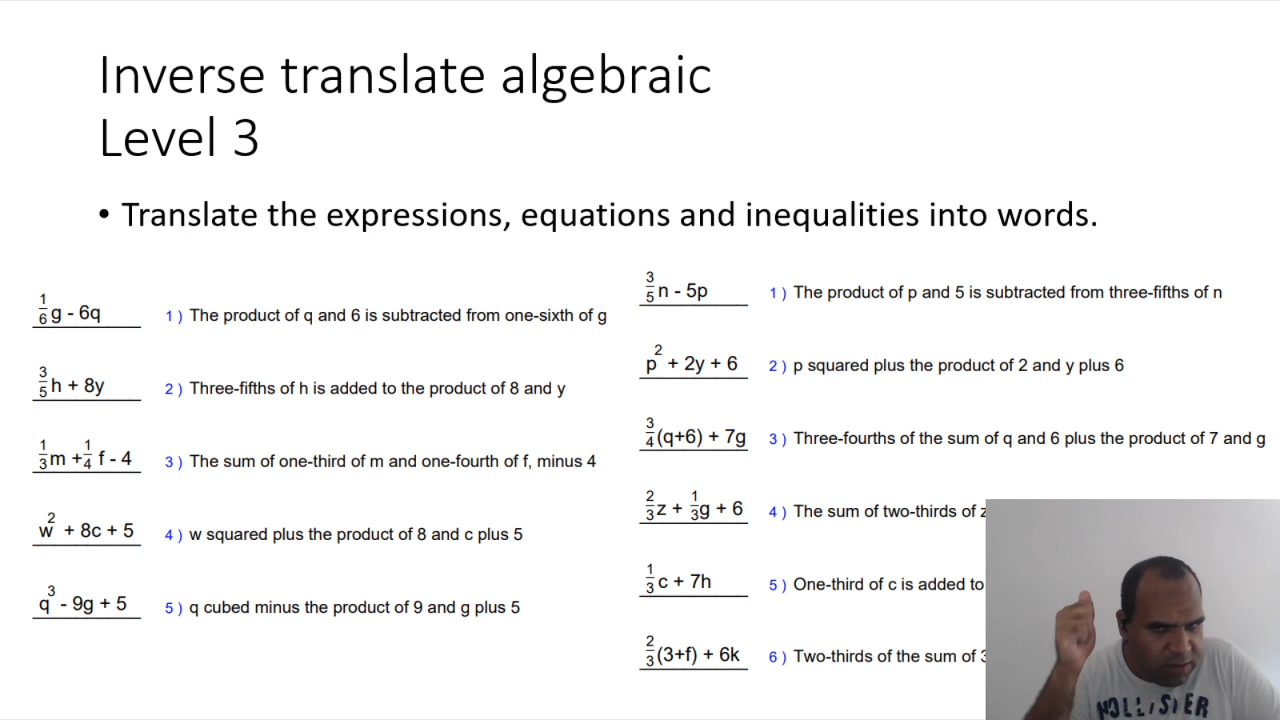 Inverse translate algebraic
Level 3
• Translate the expressions, equations and inequalities into words.
1/6 g - 6q 1 ) The product of q and 6 is subtracted from one-sixth of g
3/5 h + 8y 2 ) Three-fifths of h is added to the product of 8 and y
1/3 m + 1/4 f - 4 3 ) The sum of one-third of m and one-fourth of f, minus 4
w² + 8c + 5 4 ) w squared plus the product of 8 and c plus 5
q³ - 9g + 5 5 ) q cubed minus the product of 9 and g plus 5
3/5 n - 5p 1 ) The product of p and 5 is subtracted from three-fifths of n
p² + 2y + 6 2 ) p squared plus the product of 2 and y plus 6
3/4 (q+6) + 7g 3 ) Three-fourths of the sum of q and 6 plus the product of 7 and g
2/3 z + 1/3 g + 6 4 ) The sum of two-thirds of z
1/3 c + 7h 5 ) One-third of c is added to
2/3 (3+f) + 6k 6 ) Two-thirds of the sum of 3
HOLLISTER